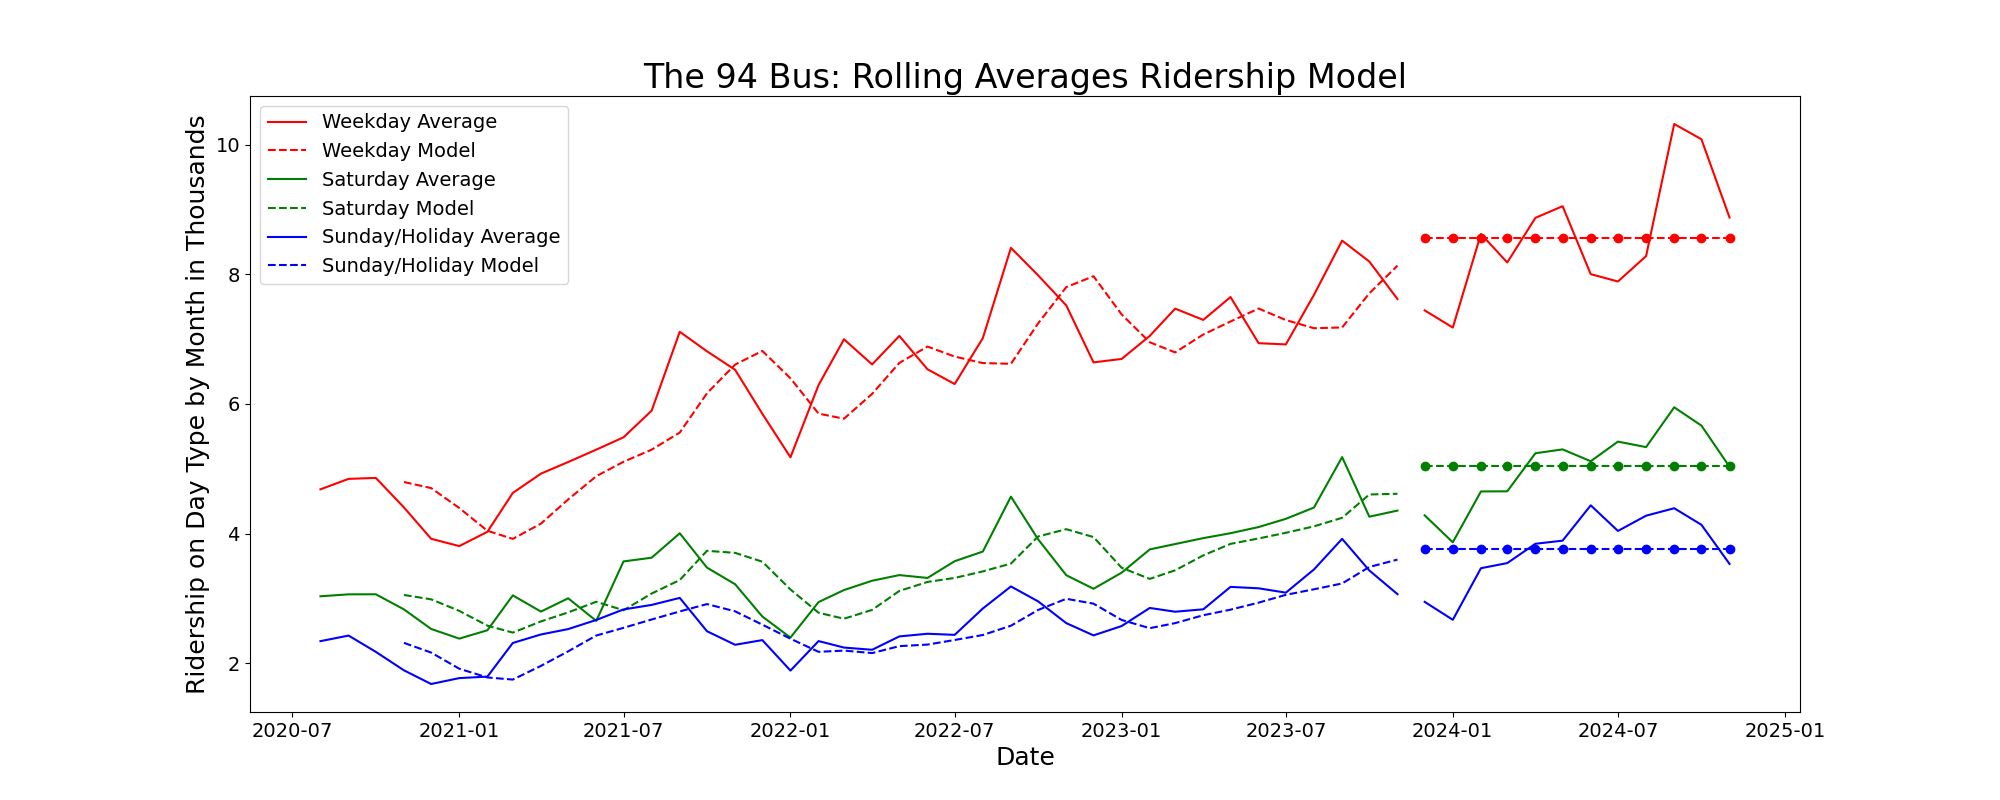 The 94 Bus: Rolling Averages Ridership Model
Ridership on Day Type by Month in Thousands
10
8
6
4
2
Weekday Average
Weekday Model
Saturday Average
Saturday Model
Sunday/Holiday Average
Sunday/Holiday Model
2020-07
2021-01
2021-07
2022-01
2022-07
2023-01
2023-07
2024-01
2024-07
2025-01
Date